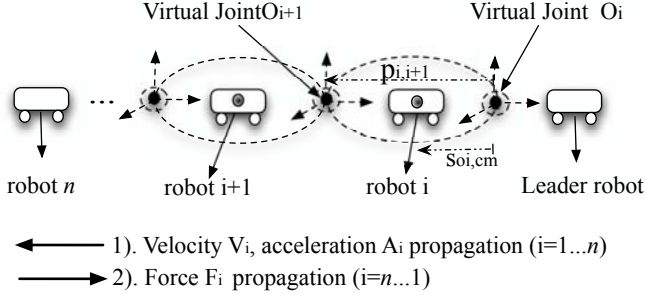 Virtual JointOi+1
Virtual Joint Oi
pi,i+1
...
soi,cm
robot n
robot i+1
robot i
Leader robot
1). Velocity Vi, acceleration Ai propagation (i=1...n)
2). Force Fi propagation (i=n...1)